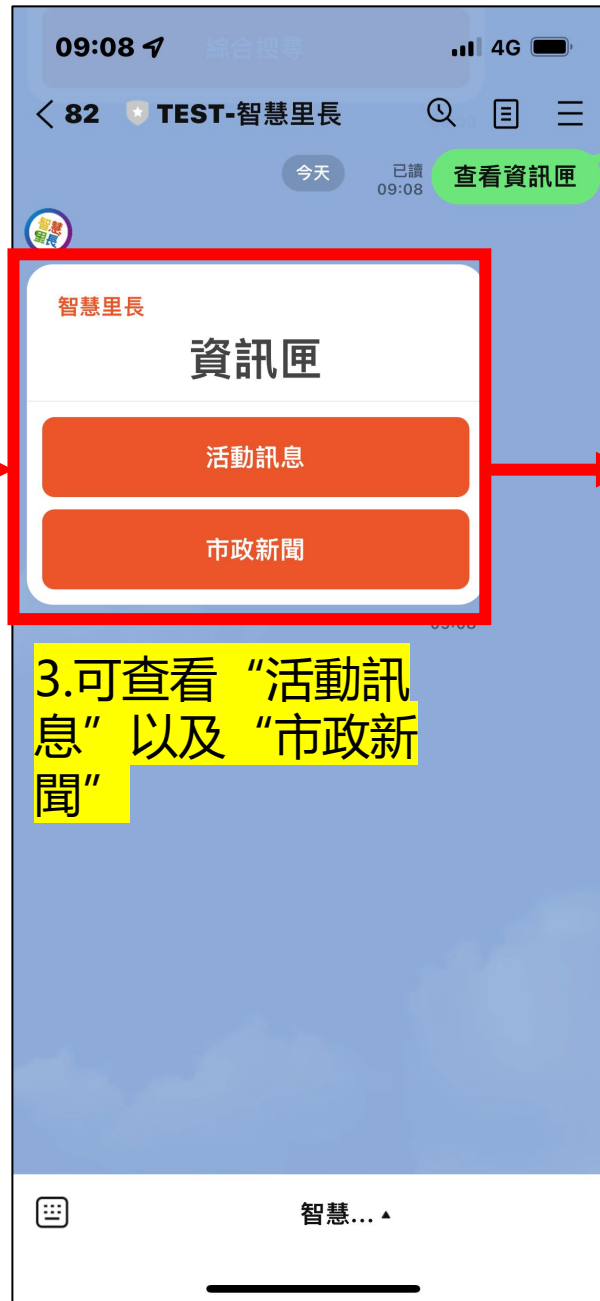 09:08
綜合搜尋
4G
82 TEST-智慧里長
今天
已讀
09:08
查看資訊匣
智慧
里長
智慧里長
資訊匣
活動訊息
市政新聞
09:08
3.可查看“活動訊
息”以及“市政新
聞”
智慧...